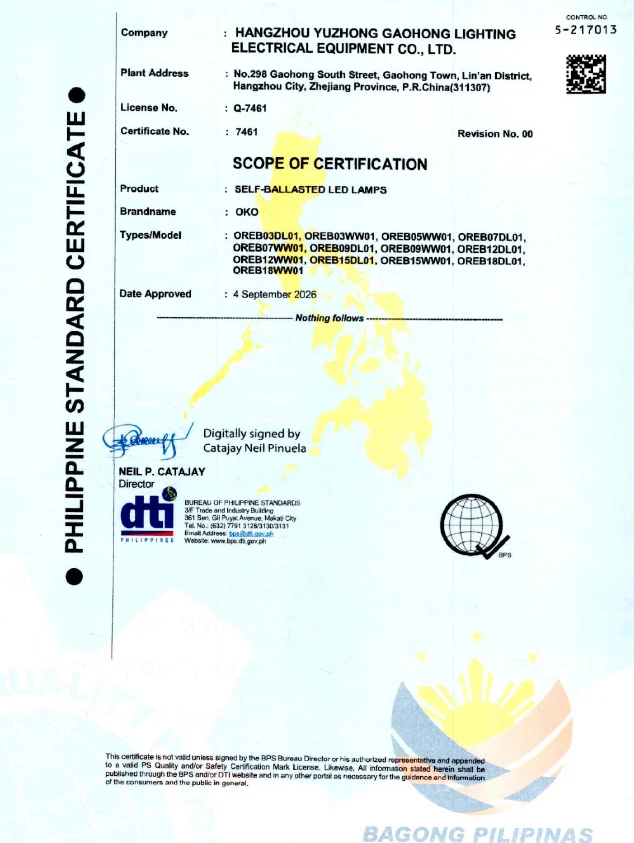 CONTROL NO.
5-217013
Company : HANGZHOU YUZHONG GAOHONG LIGHTING
ELECTRICAL EQUIPMENT CO., LTD.
Plant Address : No.298 Gaohong South Street, Gaohong Town, Lin'an District,
Hangzhou City, Zhejiang Province, P.R.China(311307)
License No. : Q-7461
Certificate No. : 7461 Revision No. 00
SCOPE OF CERTIFICATION
Product : SELF-BALLASTED LED LAMPS
Brandname : OKO
Types/Model : OREB03DL01, OREB03WW01, OREB05WW01, OREB07DL01,
OREB07WW01, OREB09DL01, OREB09WW01, OREB12DL01,
OREB12WW01, OREB15DL01, OREB15WW01, OREB18DL01,
OREB18WW01
Date Approved : 4 September 2026
Nothing follows
PHILIPPINE STANDARD CERTIFICATE
Digitally signed by
Catajay Neil Pinuela
NEIL P. CATAJAY
Director
dti
PHILIPPINES
BUREAU OF PHILIPPINE STANDARDS
3/F Trade and Industry Building
361 Sen. Gil Puyat Avenue, Makati City
Tel. No.: (632) 7791 3128/3130/3131
Email Address: bps@dti.gov.ph
Website: www.bps.dti.gov.ph
BPS
QUALITY
This certificate is not valid unless signed by the BPS Bureau Director or his authorized representative and appended
to a valid PS Quality and/or Safety Certification Mark License. Likewise, All information stated herein shall be
published through the BPS and/or DTI website and in any other portal as necessary for the guidance and information
of the consumers and the public in general.
BAGONG PILIPINAS